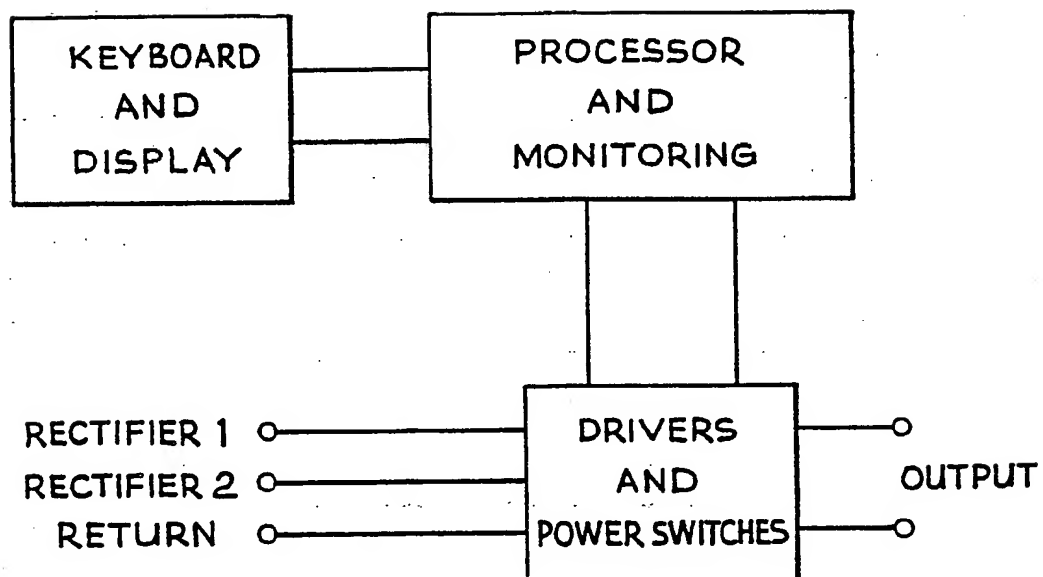 KEYBOARD
AND
DISPLAY
PROCESSOR
AND
MONITORING
RECTIFIER 1
RECTIFIER 2
RETURN
DRIVERS
AND
POWER SWITCHES
OUTPUT